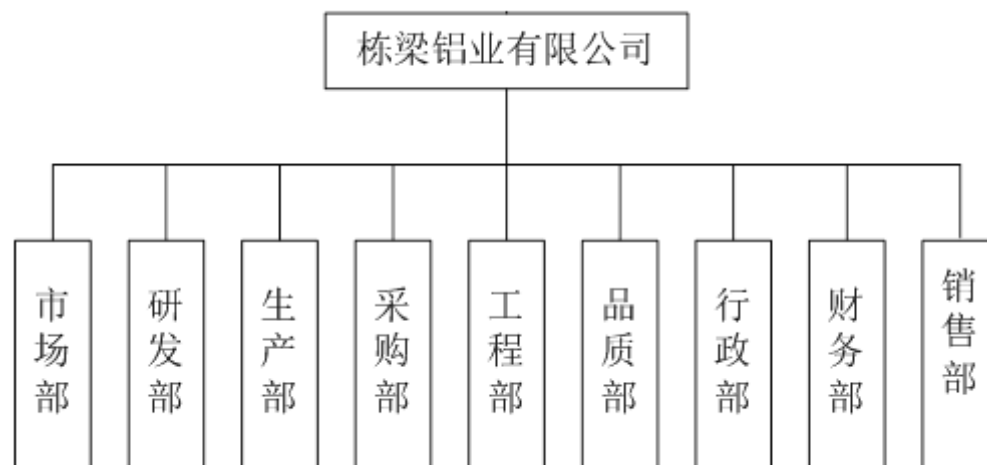 栋梁铝业有限公司
市场部
研发部
生产部
采购部
工程部
品质部
行政部
财务部
销售部